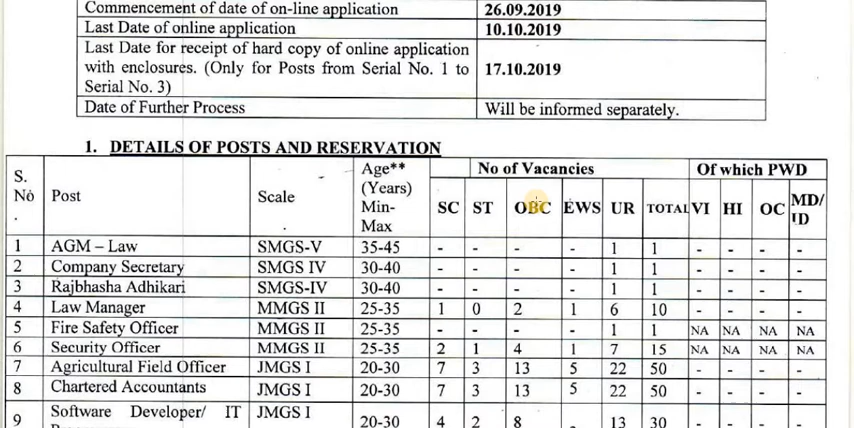 Commencement of date of on-line application 26.09.2019
Last Date of online application 10.10.2019
Last Date for receipt of hard copy of online application
with enclosures. (Only for Posts from Serial No. 1 to 17.10.2019
Serial No. 3)
Date of Further Process Will be informed separately.
1. DETAILS OF POSTS AND RESERVATION
S. No . Post Scale Age** (Years) Min- Max No of Vacancies Of which PWD
SC ST OBC EWS UR TOTAL VI HI OC MD/ ID
1 AGM – Law SMGS-V 35-45 - - - - 1 1 - - - -
2 Company Secretary SMGS IV 30-40 - - - - 1 1 - - - -
3 Rajbhasha Adhikari SMGS-IV 30-40 - - - - 1 1 - - - -
4 Law Manager MMGS II 25-35 1 0 2 1 6 10 - - - -
5 Fire Safety Officer MMGS II 25-35 - - - - 1 1 NA NA NA NA
6 Security Officer MMGS II 25-35 2 1 4 1 7 15 NA NA NA NA
7 Agricultural Field Officer JMGS I 20-30 7 3 13 5 22 50 - - - -
8 Chartered Accountants JMGS I 20-30 7 3 13 5 22 50 - - - -
9 Software Developer/ IT JMGS I 20-30 4 2 8 13 30 - - - -